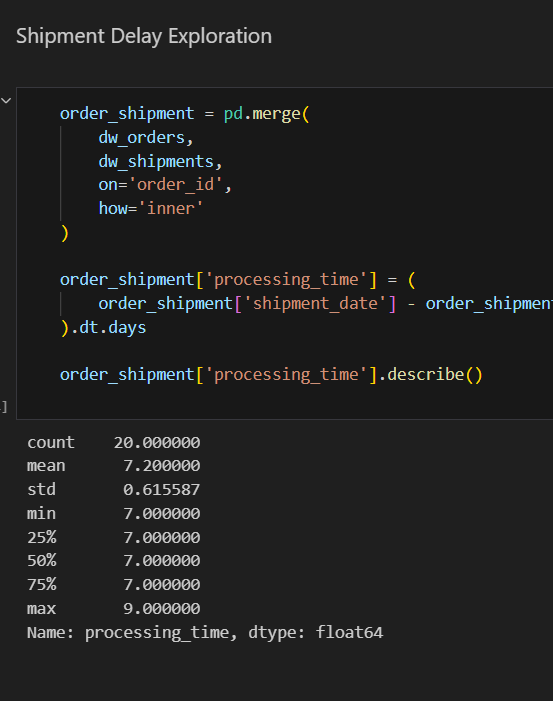 Shipment Delay Exploration
order_shipment = pd.merge(
dw_orders,
dw_shipments,
on='order_id',
how='inner'
)
order_shipment['processing_time'] = (
order_shipment['shipment_date'] - order_shipment
).dt.days
order_shipment['processing_time'].describe()
]
count 20.000000
mean 7.200000
std 0.615587
min 7.000000
25% 7.000000
50% 7.000000
75% 7.000000
max 9.000000
Name: processing_time, dtype: float64